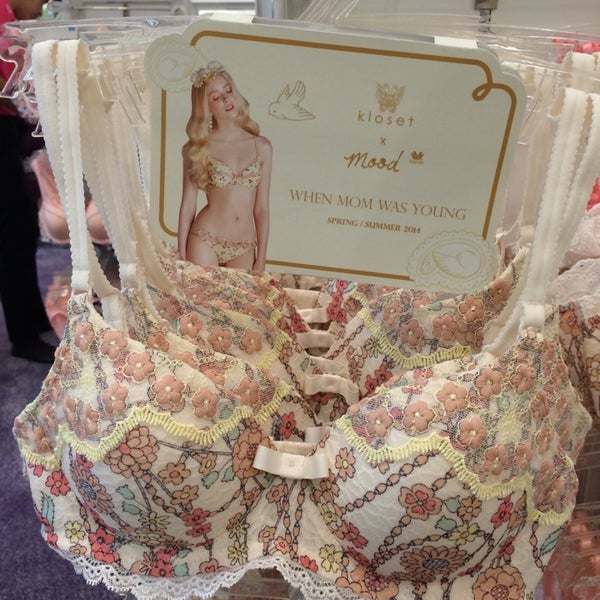 kloset
x
mood
WHEN MOM WAS YOUNG
SPRING / SUMMER 2014